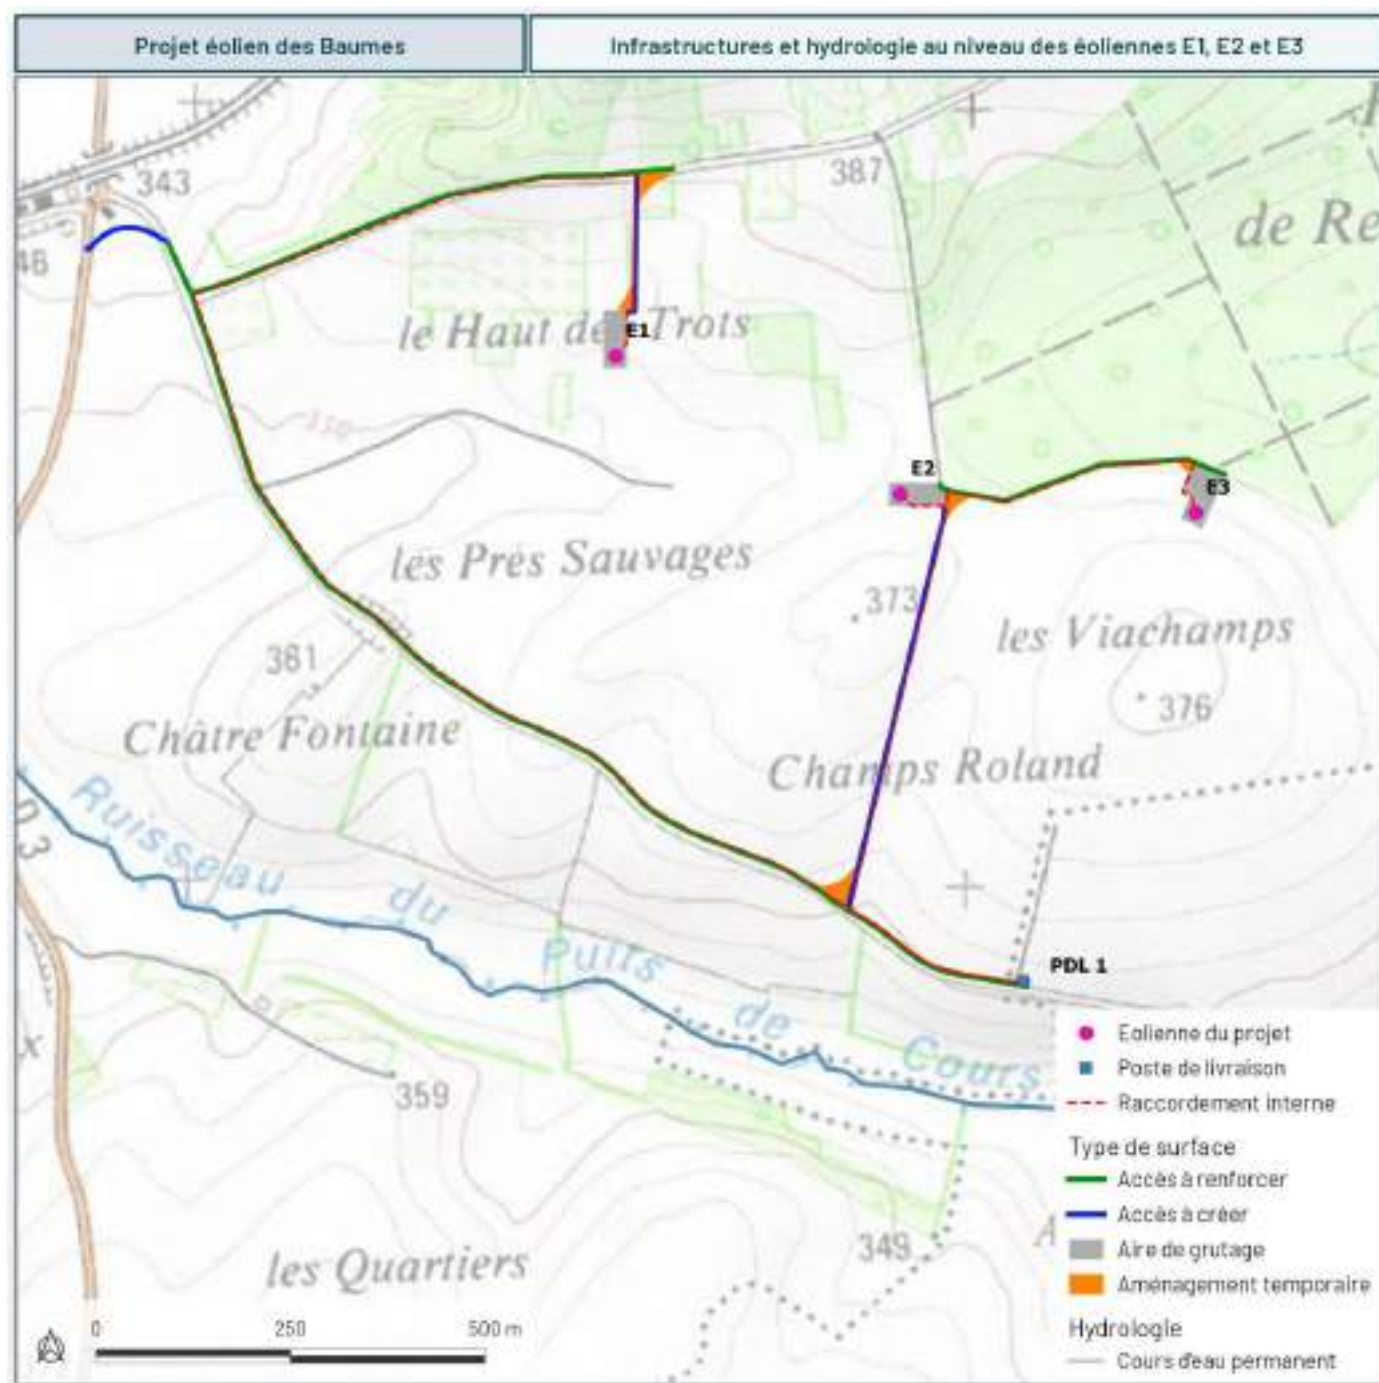 Projet éolien des Baumes
Infrastructures et hydrologie au niveau des éoliennes E1, E2 et E3
343
387
de Re
46
le Haut des Trots
E1
350
E2
E3
les Prés Sauvages
373
les Viachamps
361
376
Châtre Fontaine
Champs Roland
D 3
Ruisseau du Puits de Cours
PDL 1
x
359
349
A
les Quartiers
0 250 500 m
Eolienne du projet
Poste de livraison
Raccordement interne
Type de surface
Accès à renforcer
Accès à créer
Aire de grutage
Aménagement temporaire
Hydrologie
Cours d'eau permanent